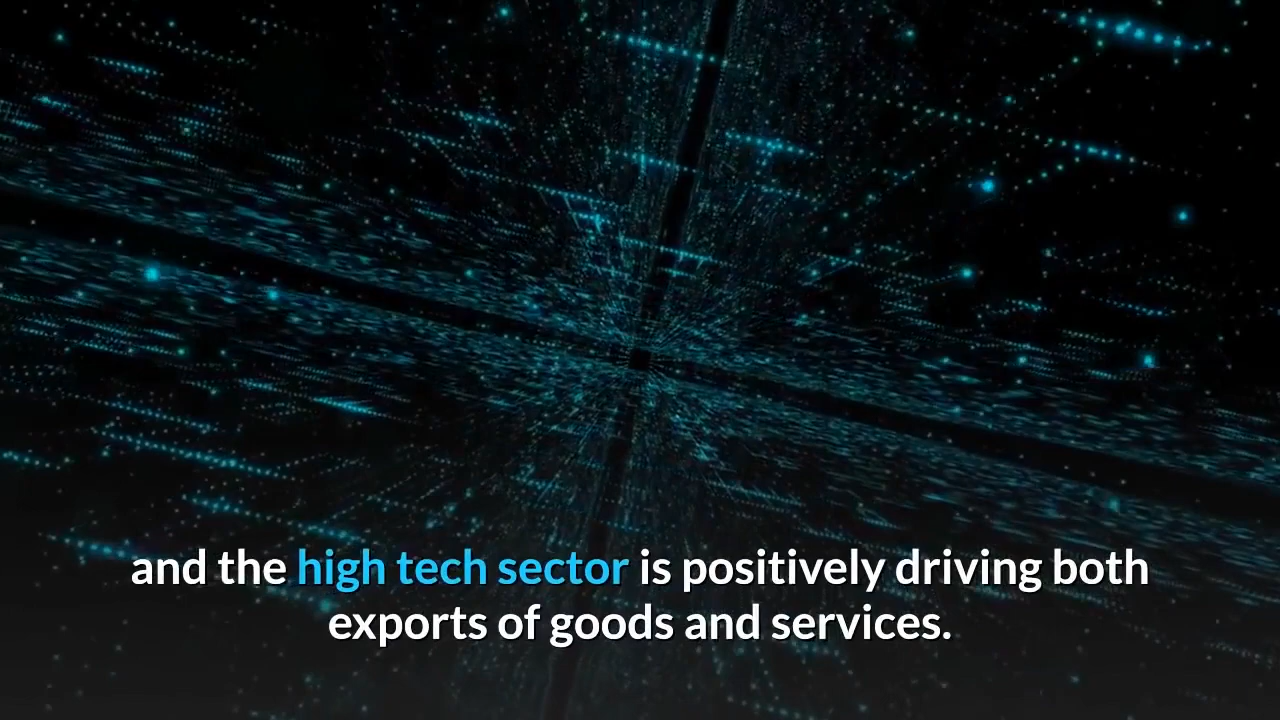 and the high tech sector is positively driving both
exports of goods and services.